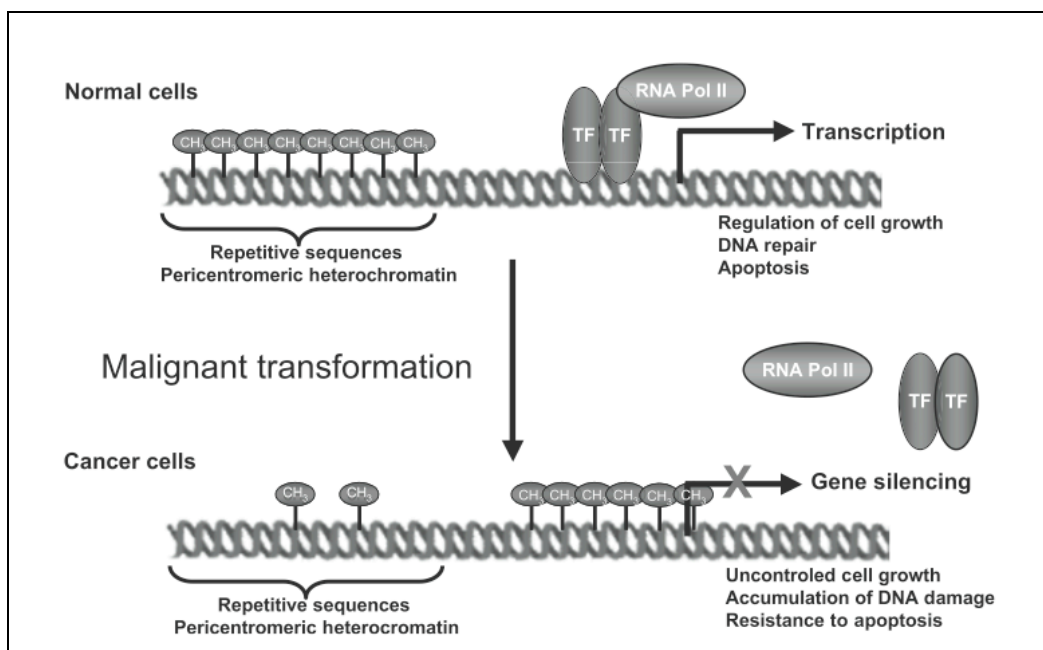 Normal cells
RNA Pol II
CH3 CH3 CH3 CH3 CH3 CH3 CH3 CH3
TF TF
Transcription
Repetitive sequences
Pericentromeric heterochromatin
Regulation of cell growth
DNA repair
Apoptosis
Malignant transformation
RNA Pol II
TF TF
Cancer cells
CH3 CH3
CH3 CH3 CH3 CH3 CH3 CH3
X
Gene silencing
Repetitive sequences
Pericentromeric heterocromatin
Uncontroled cell growth
Accumulation of DNA damage
Resistance to apoptosis